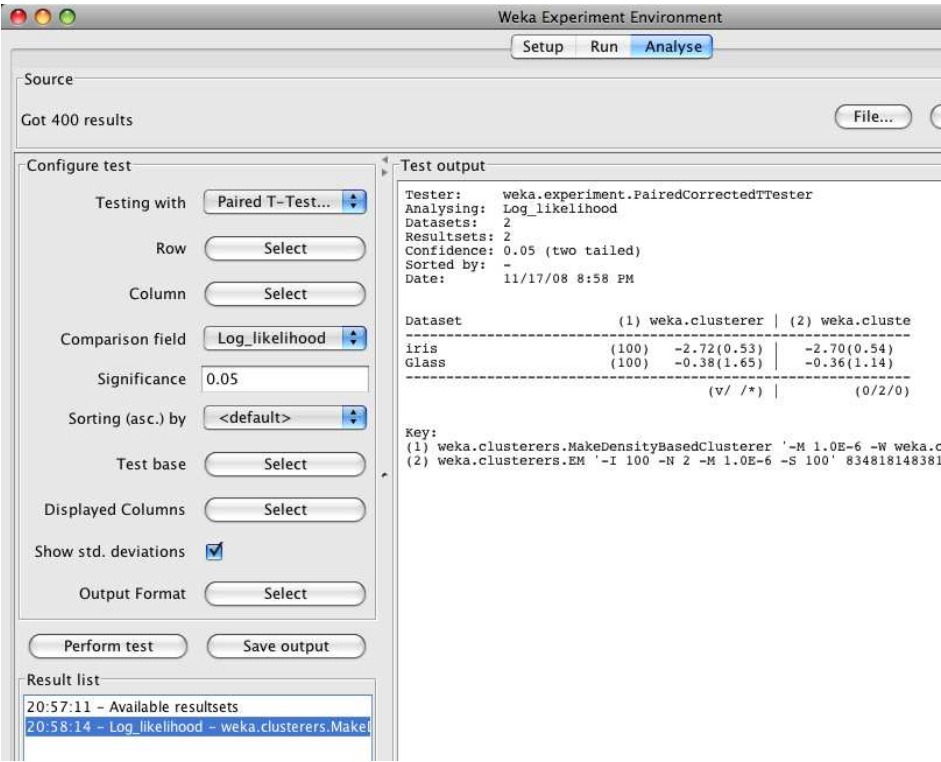 Weka Experiment Environment
Setup Run Analyse
Source
Got 400 results
File...
Configure test
Testing with Paired T-Test...
Row Select
Column Select
Comparison field Log_likelihood
Significance 0.05
Sorting (asc.) by <default>
Test base Select
Displayed Columns Select
Show std. deviations
Output Format Select
Perform test Save output
Result list
20:57:11 - Available resultsets
20:58:14 - Log_likelihood - weka.clusterers.Make
Test output
Tester: weka.experiment.PairedCorrectedTTester
Analysing: Log_likelihood
Datasets: 2
Resultsets: 2
Confidence: 0.05 (two tailed)
Sorted by: -
Date: 11/17/08 8:58 PM
Dataset (1) weka.clusterer | (2) weka.cluste
--------------------------------------------------------------
iris (100) -2.72(0.53) | -2.70(0.54)
Glass (100) -0.38(1.65) | -0.36(1.14)
--------------------------------------------------------------
(v/ /*) | (0/2/0)
Key:
(1) weka.clusterers.MakeDensityBasedClusterer '-M 1.0E-6 -W weka.c
(2) weka.clusterers.EM '-I 100 -N 2 -M 1.0E-6 -S 100' 834818148381